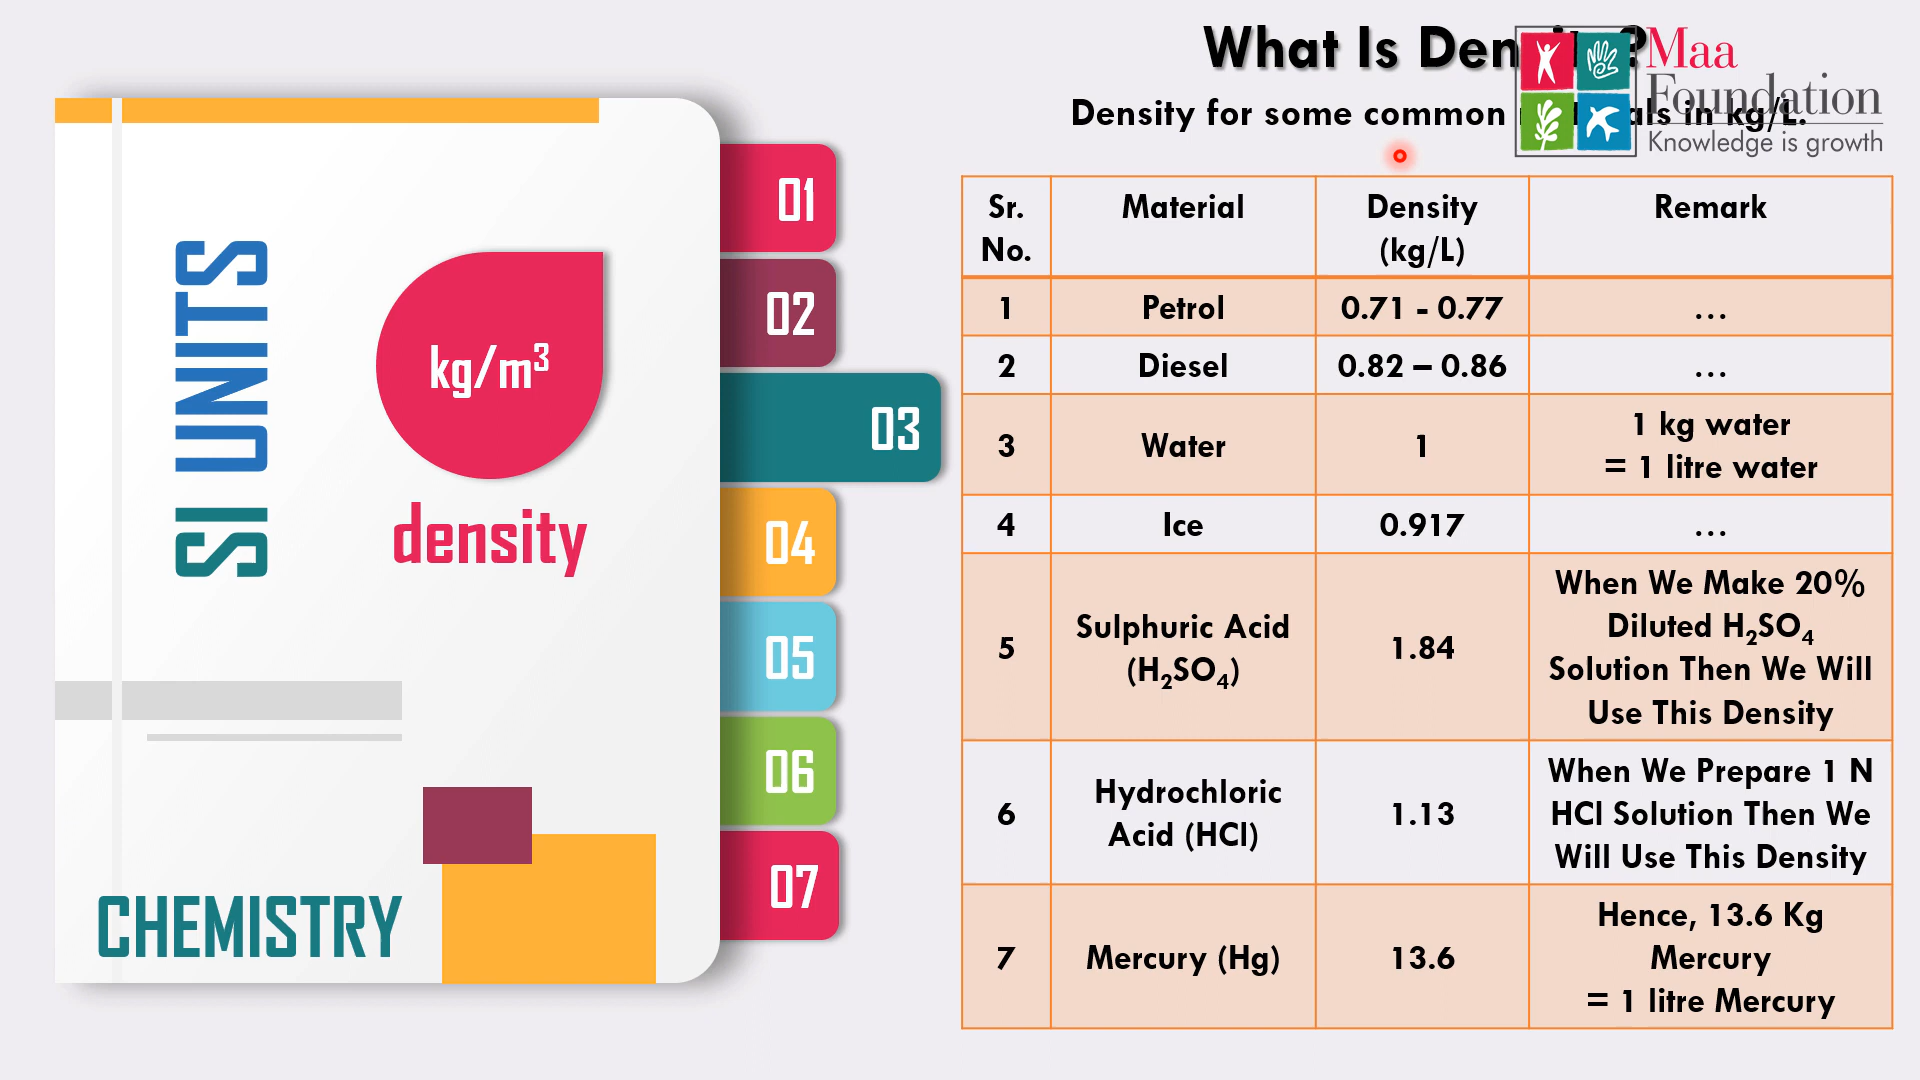 What Is Den
Density for some common in kg/L.
Maa
Foundation
Knowledge is growth
SI UNITS
kg/m³
density
CHEMISTRY
01
02
03
04
05
06
07
Sr. No. Material Density (kg/L) Remark
1 Petrol 0.71 - 0.77 ...
2 Diesel 0.82 – 0.86 ...
3 Water 1 1 kg water
= 1 litre water
4 Ice 0.917 ...
5 Sulphuric Acid (H₂SO₄) 1.84 When We Make 20%
Diluted H₂SO₄
Solution Then We Will
Use This Density
6 Hydrochloric Acid (HCl) 1.13 When We Prepare 1 N
HCl Solution Then We
Will Use This Density
7 Mercury (Hg) 13.6 Hence, 13.6 Kg
Mercury
= 1 litre Mercury